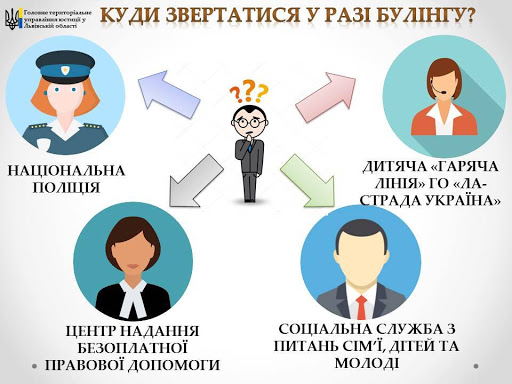 Головне територіальне
управління юстиції у
Львівській області
КУДИ ЗВЕРТАТИСЯ У РАЗІ БУЛІНГУ?
???
НАЦІОНАЛЬНА
ПОЛІЦІЯ
ДИТЯЧА «ГАРЯЧА
ЛІНІЯ» ГО «ЛА-
СТРАДА УКРАЇНА»
ЦЕНТР НАДАННЯ
БЕЗОПЛАТНОЇ
ПРАВОВОЇ ДОПОМОГИ
СОЦІАЛЬНА СЛУЖБА З
ПИТАНЬ СІМ'Ї, ДІТЕЙ ТА
МОЛОДІ